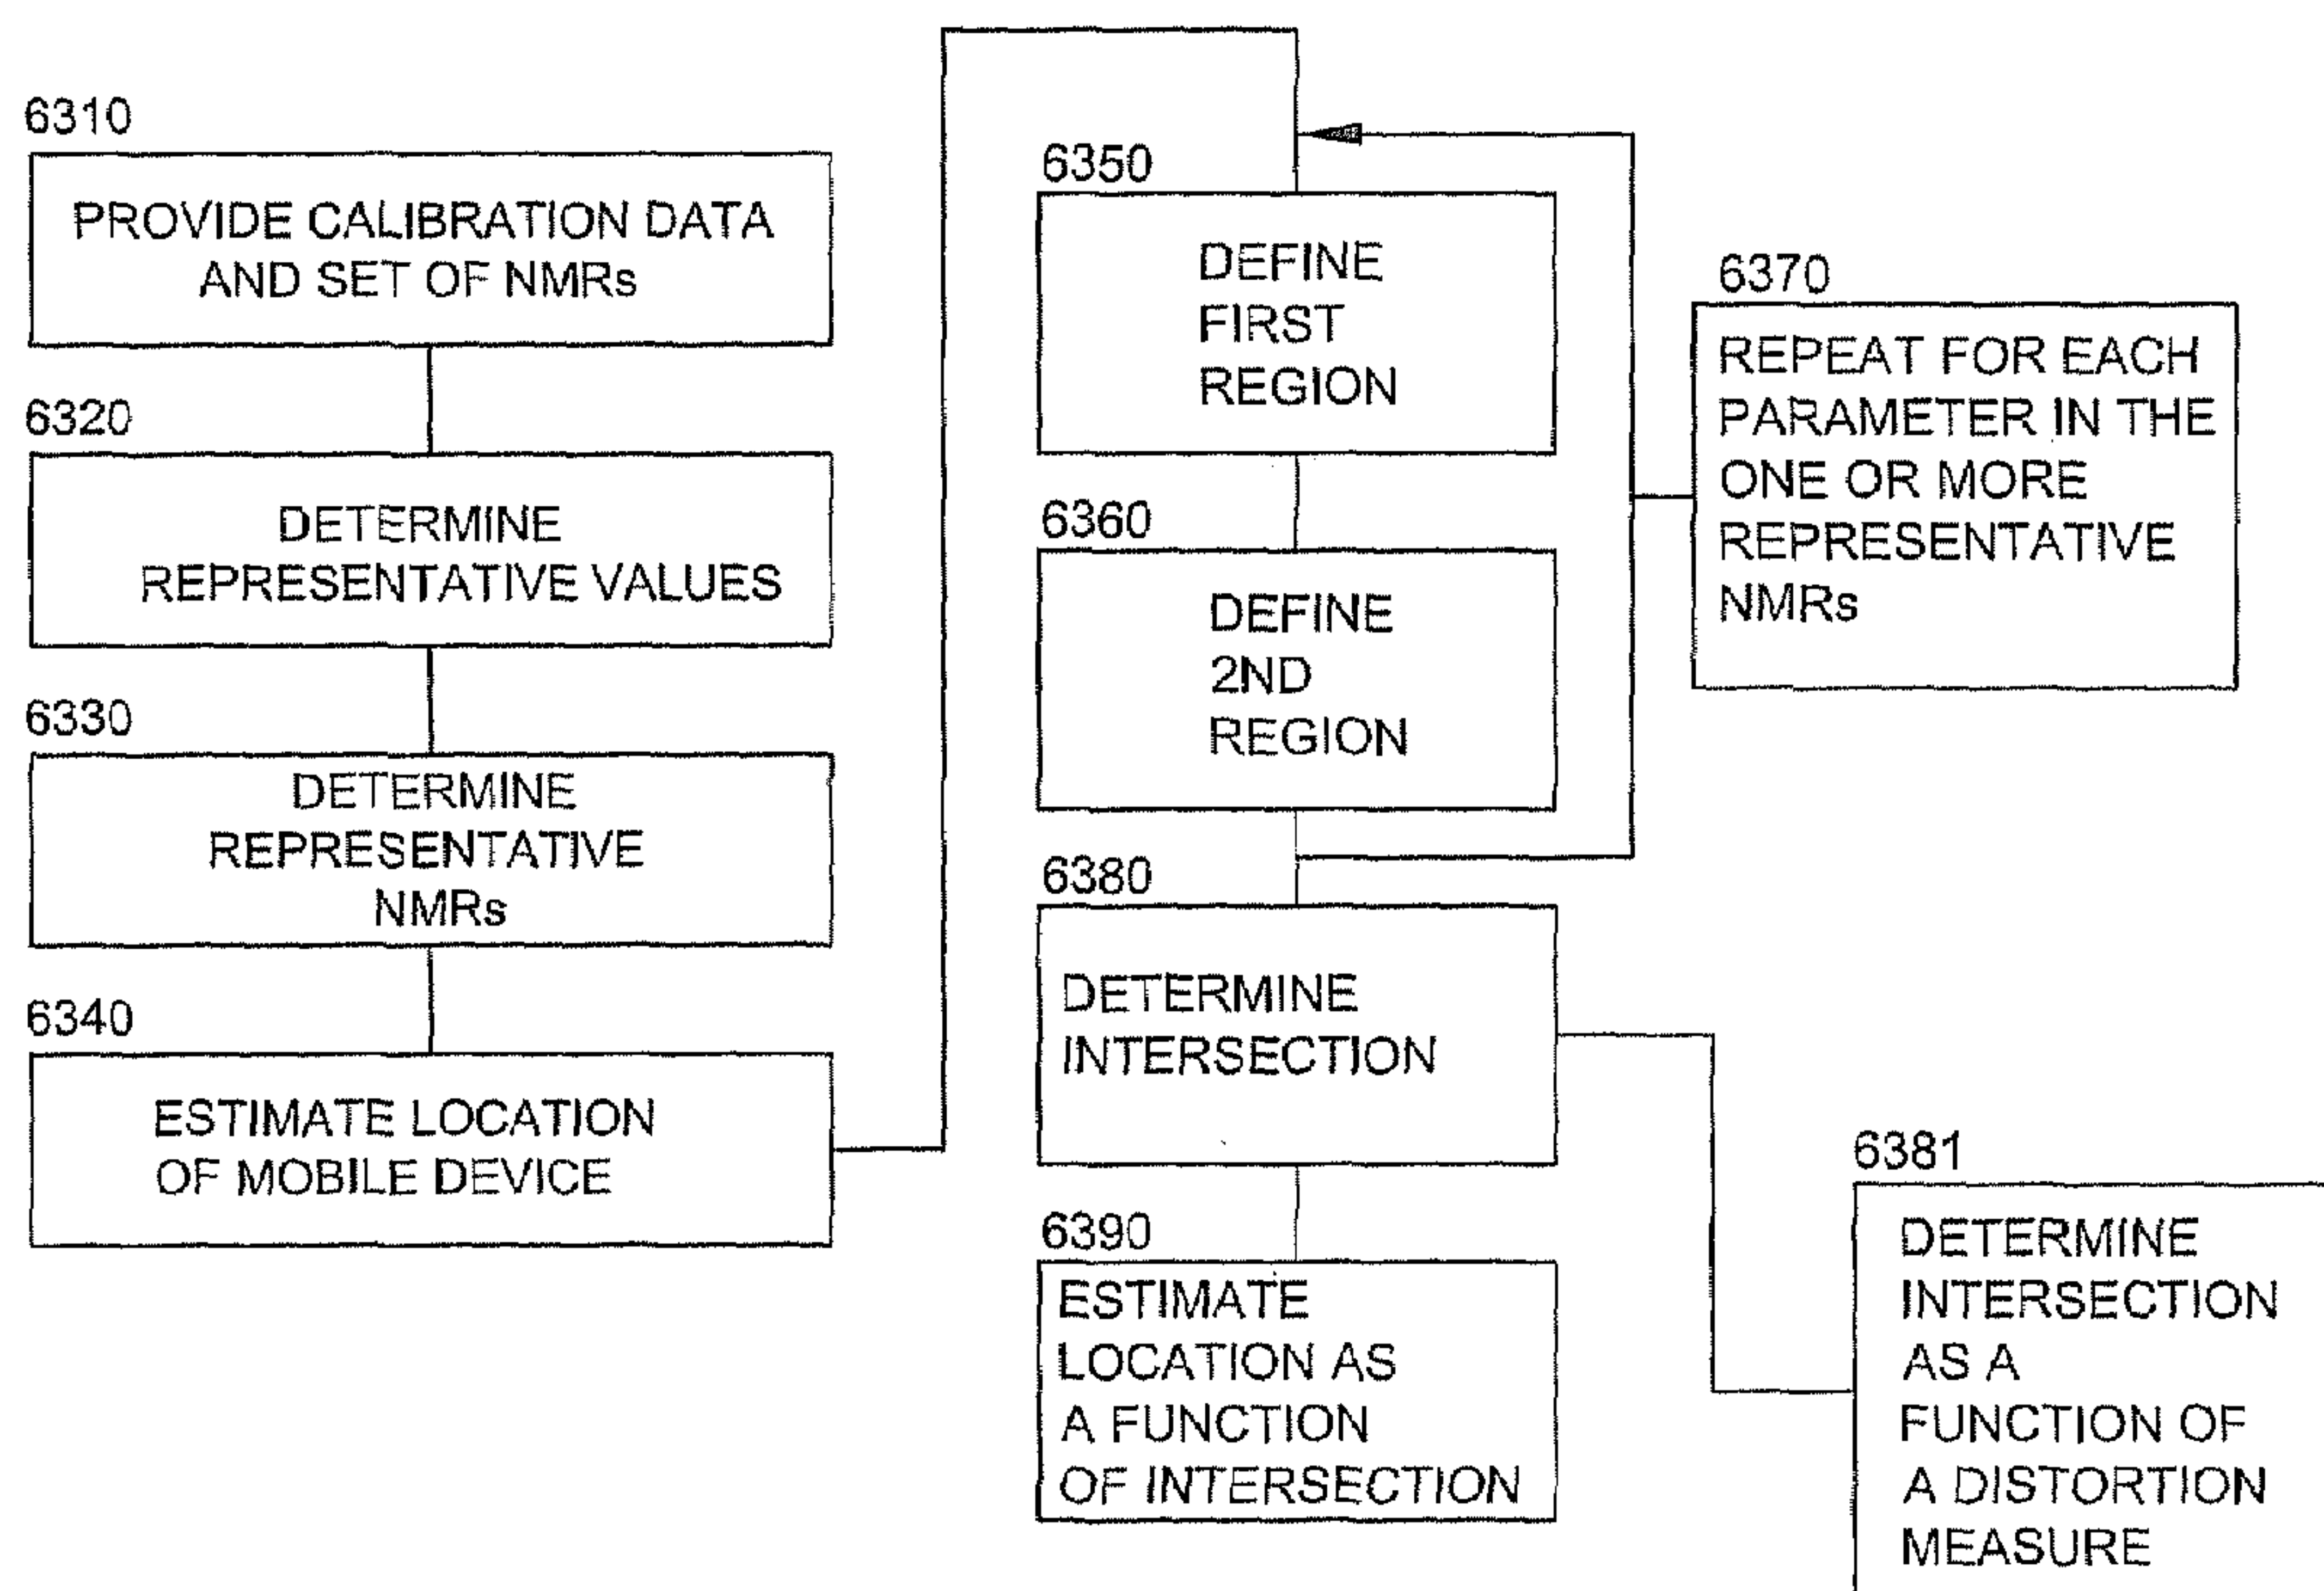 6310
PROVIDE CALIBRATION DATA
AND SET OF NMRs
6320
DETERMINE
REPRESENTATIVE VALUES
6330
DETERMINE
REPRESENTATIVE
NMRs
6340
ESTIMATE LOCATION
OF MOBILE DEVICE
6350
DEFINE
FIRST
REGION
6360
DEFINE
2ND
REGION
6370
REPEAT FOR EACH
PARAMETER IN THE
ONE OR MORE
REPRESENTATIVE
NMRs
6380
DETERMINE
INTERSECTION
6381
DETERMINE
INTERSECTION
AS A
FUNCTION OF
A DISTORTION
MEASURE
6390
ESTIMATE
LOCATION AS
A FUNCTION
OF INTERSECTION